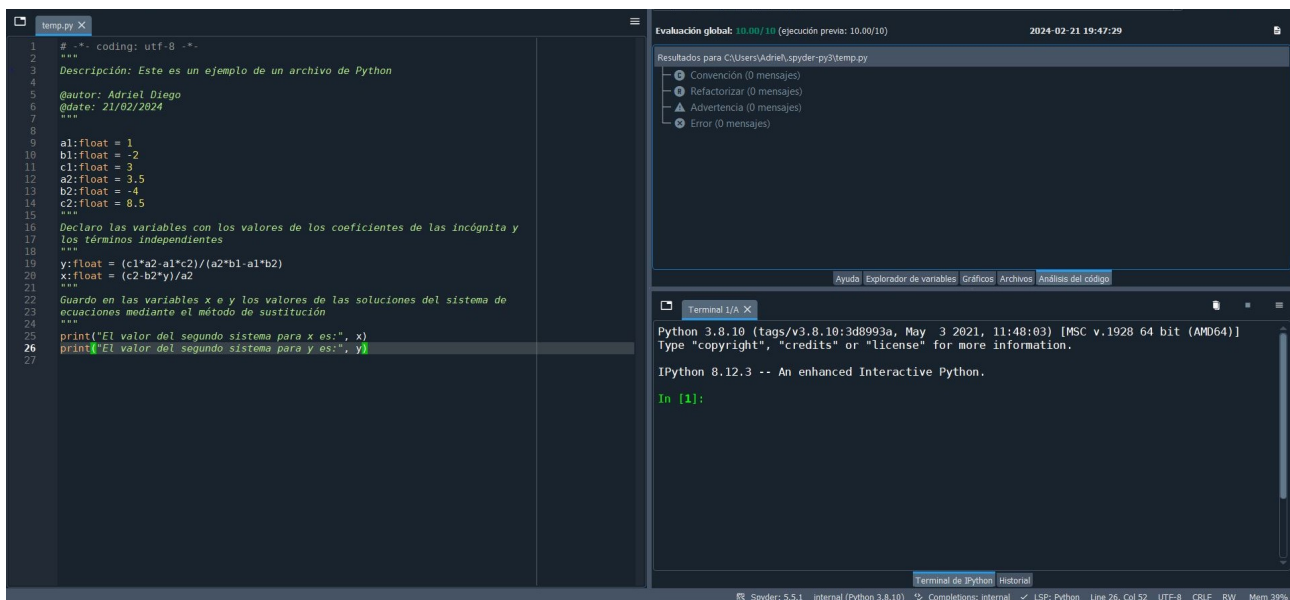 temp.py
1 # -*- coding: utf-8 -*-
2 """
3 Descripción: Este es un ejemplo de un archivo de Python
4
5 @autor: Adriel Diego
6 @date: 21/02/2024
7 """
8
9 a1:float = 1
10 b1:float = -2
11 c1:float = 3
12 a2:float = 3.5
13 b2:float = -4
14 c2:float = 8.5
15 """
16 Declaro las variables con los valores de los coeficientes de las incógnita y
17 los términos independientes
18 """
19 y:float = (c1*a2-a1*c2)/(a2*b1-a1*b2)
20 x:float = (c2-b2*y)/a2
21 """
22 Guardo en las variables x e y los valores de las soluciones del sistema de
23 ecuaciones mediante el método de sustitución
24 """
25 print("El valor del segundo sistema para x es:", x)
26 print("El valor del segundo sistema para y es:", y)
27
Evaluación global: 10.00/10 (ejecución previa: 10.00/10) 2024-02-21 19:47:29
Resultados para C:\Users\Adriel\.spyder-py3\temp.py
C Convención (0 mensajes)
R Refactorizar (0 mensajes)
Advertencia (0 mensajes)
Error (0 mensajes)
Ayuda Explorador de variables Gráficos Archivos Análisis del código
Terminal 1/A
Python 3.8.10 (tags/v3.8.10:3d8993a, May 3 2021, 11:48:03) [MSC v.1928 64 bit (AMD64)]
Type "copyright", "credits" or "license" for more information.
IPython 8.12.3 -- An enhanced Interactive Python.
In [1]:
Terminal de IPython Historial
Spyder: 5.5.1 internal (Python 3.8.10) Completions: internal LSP: Python Line 26, Col 52 UTF-8 CRLF RW Mem 39%